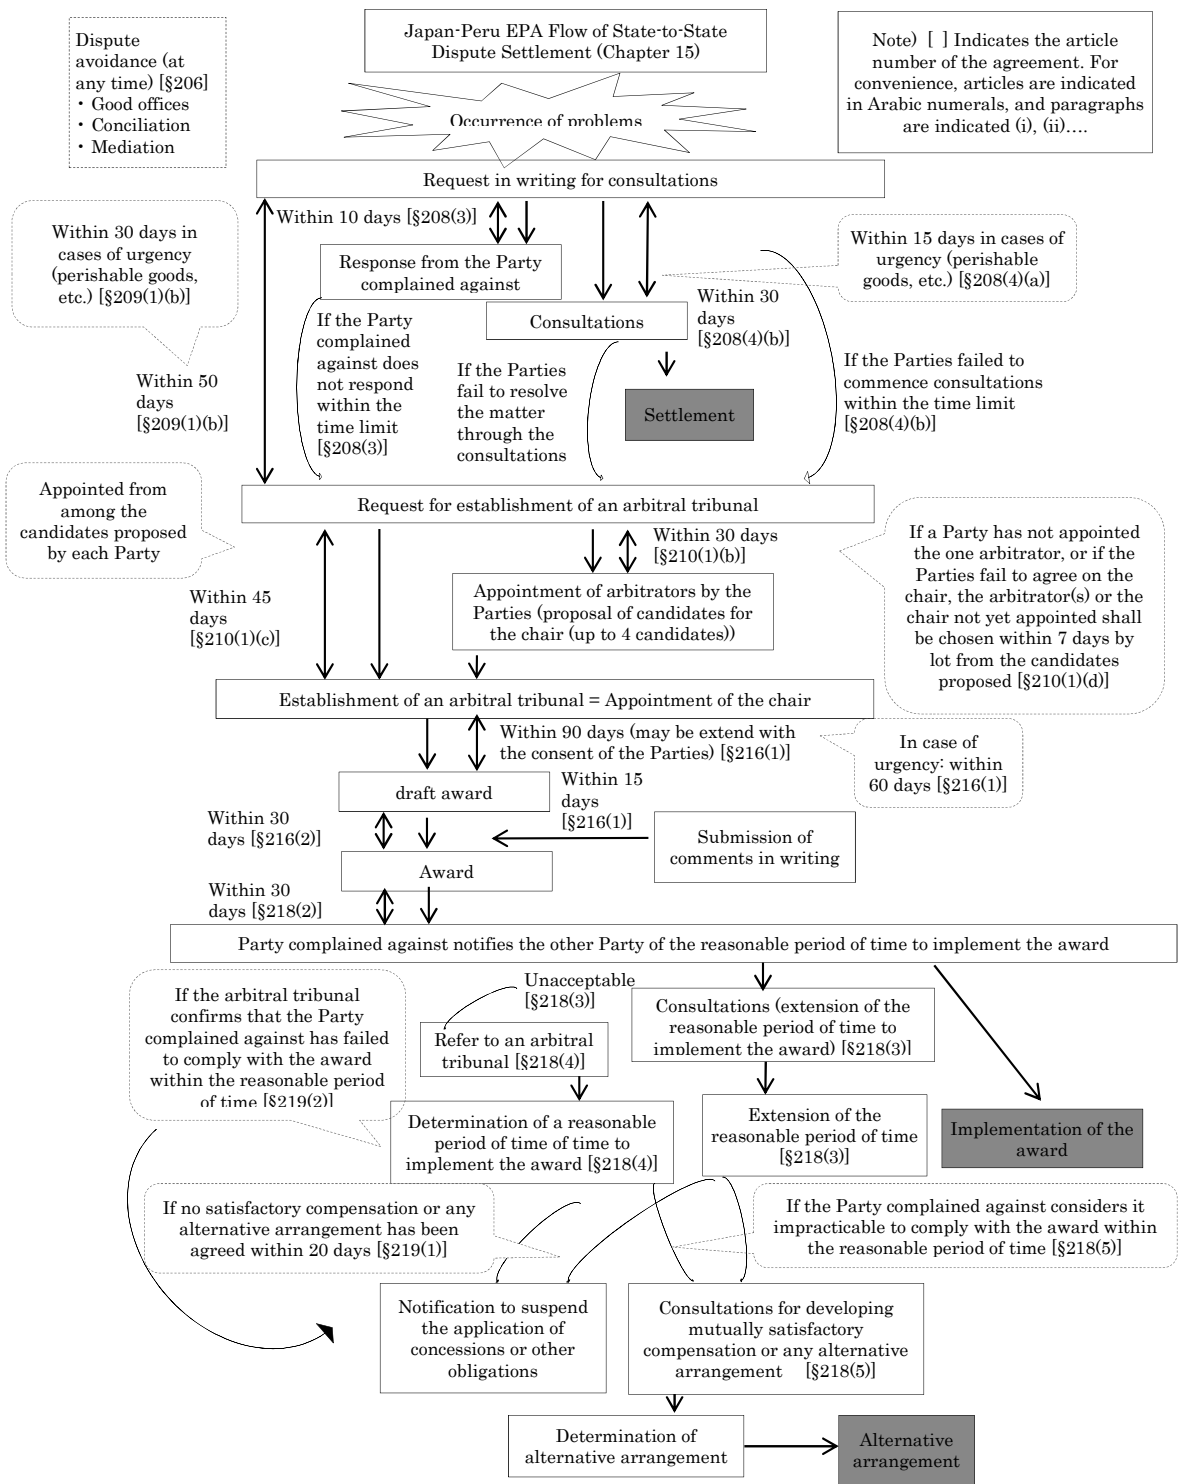 Japan-Peru EPA Flow of State-to-State
Dispute Settlement (Chapter 15)
Dispute
avoidance (at
any time) [§206]
・Good offices
・Conciliation
・Mediation
Note) [ ] Indicates the article
number of the agreement. For
convenience, articles are indicated
in Arabic numerals, and paragraphs
are indicated (i), (ii)….
Occurrence of problems
Request in writing for consultations
Within 10 days [§208(3)]
Within 30 days in
cases of urgency
(perishable goods,
etc.) [§209(1)(b)]
Response from the Party
complained against
Within 15 days in cases of
urgency (perishable
goods, etc.) [§208(4)(a)]
Consultations
Within 30
days
[§208(4)(b)]
Within 50
days
[§209(1)(b)]
If the Party
complained
against does
not respond
within the
time limit
[§208(3)]
If the Parties
fail to resolve
the matter
through the
consultations
Settlement
If the Parties failed to
commence consultations
within the time limit
[§208(4)(b)]
Request for establishment of an arbitral tribunal
Appointed from
among the
candidates proposed
by each Party
Within 30 days
[§210(1)(b)]
If a Party has not appointed
the one arbitrator, or if the
Parties fail to agree on the
chair, the arbitrator(s) or the
chair not yet appointed shall
be chosen within 7 days by
lot from the candidates
proposed [§210(1)(d)]
Within 45
days
[§210(1)(c)]
Appointment of arbitrators by the
Parties (proposal of candidates for
the chair (up to 4 candidates))
Establishment of an arbitral tribunal = Appointment of the chair
Within 90 days (may be extend with
the consent of the Parties) [§216(1)]
In case of
urgency: within
60 days [§216(1)]
draft award
Within 15
days
[§216(1)]
Within 30
days [§216(2)]
Submission of
comments in writing
Award
Within 30
days [§218(2)]
Party complained against notifies the other Party of the reasonable period of time to implement the award
If the arbitral tribunal
confirms that the Party
complained against has failed
to comply with the award
within the reasonable period
of time [§219(2)]
Unacceptable
[§218(3)]
Refer to an arbitral
tribunal [§218(4)]
Consultations (extension of the
reasonable period of time to
implement the award) [§218(3)]
Determination of a reasonable
period of time of time to
implement the award [§218(4)]
Extension of the
reasonable period of time
[§218(3)]
Implementation of the
award
If no satisfactory compensation or any
alternative arrangement has been
agreed within 20 days [§219(1)]
If the Party complained against considers it
impracticable to comply with the award within
the reasonable period of time [§218(5)]
Notification to suspend
the application of
concessions or other
obligations
Consultations for developing
mutually satisfactory
compensation or any alternative
arrangement [§218(5)]
Determination of
alternative arrangement
Alternative
arrangement